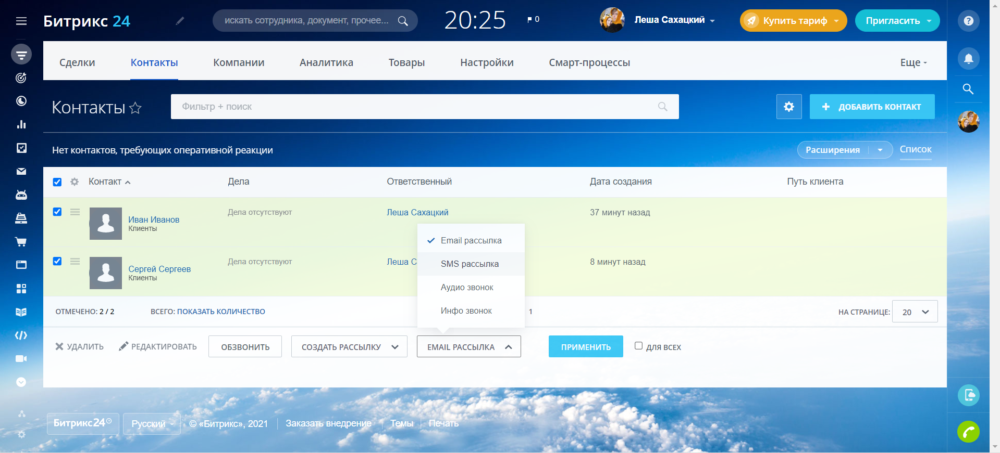 Битрикс 24
искать сотрудника, документ, прочее...
20:25
0
Леша Сахацкий
Купить тариф
Пригласить
?
Сделки
Контакты
Компании
Аналитика
Товары
Настройки
Смарт-процессы
Еще
Контакты
Фильтр + поиск
ДОБАВИТЬ КОНТАКТ
Нет контактов, требующих оперативной реакции
Расширения
Список
Контакт
Дела
Ответственный
Дата создания
Путь клиента
Иван Иванов
Клиенты
Дела отсутствуют
Леша Сахацкий
37 минут назад
Сергей Сергеев
Клиенты
Дела отсутствуют
Леша С
8 минут назад
Email рассылка
SMS рассылка
Аудио звонок
Инфо звонок
ОТМЕЧЕНО: 2 / 2
ВСЕГО: ПОКАЗАТЬ КОЛИЧЕСТВО
1
НА СТРАНИЦЕ: 20
УДАЛИТЬ
РЕДАКТИРОВАТЬ
ОБЗВОНИТЬ
СОЗДАТЬ РАССЫЛКУ
EMAIL РАССЫЛКА
ПРИМЕНИТЬ
ДЛЯ ВСЕХ
Битрикс24
Русский
© «Битрикс», 2021
Заказать внедрение
Темы
Печать